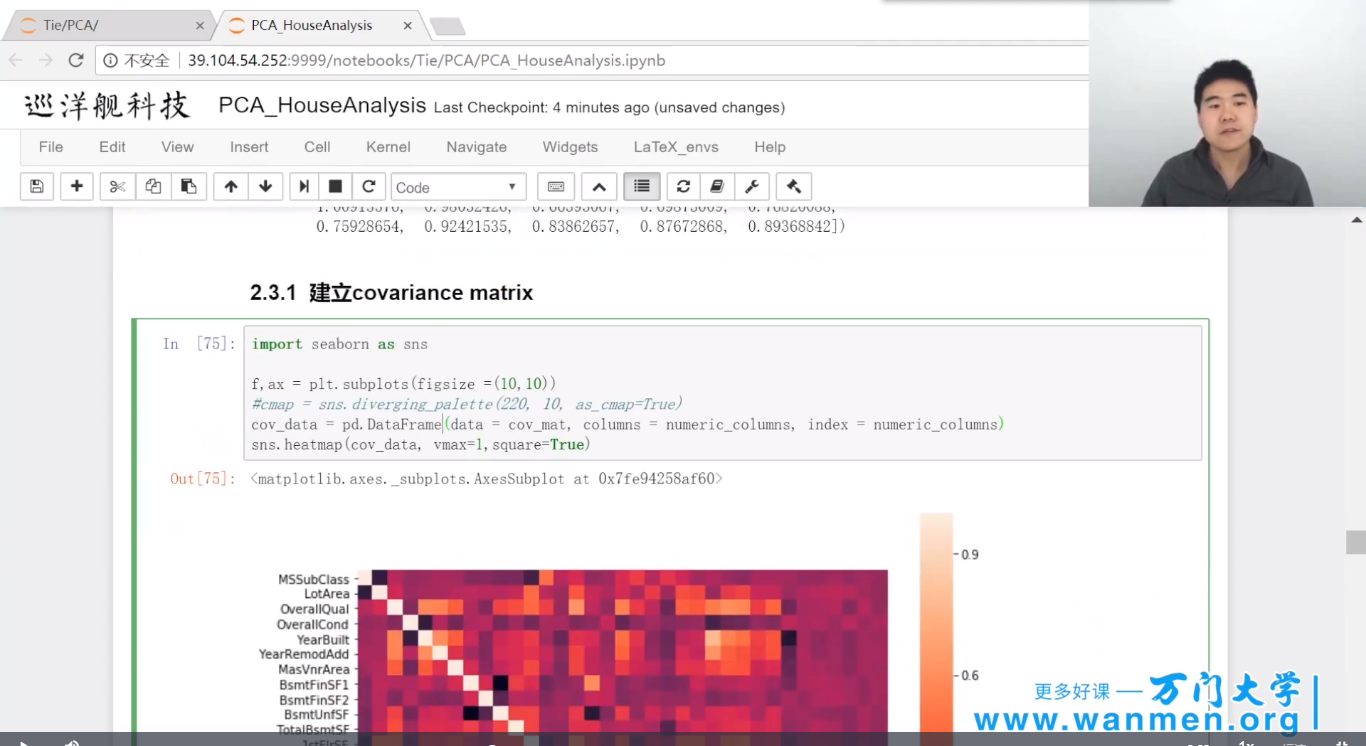 Tie/PCA/
PCA_HouseAnalysis
不安全 39.104.54.252:9999/notebooks/Tie/PCA/PCA_HouseAnalysis.ipynb
巡洋舰科技 PCA_HouseAnalysis Last Checkpoint: 4 minutes ago (unsaved changes)
File Edit View Insert Cell Kernel Navigate Widgets LaTeX_envs Help
Code
0.75928654, 0.92421535, 0.83862657, 0.87672868, 0.89368842])
2.3.1 建立covariance matrix
In [75]: import seaborn as sns
f,ax = plt.subplots(figsize =(10,10))
#cmap = sns.diverging_palette(220, 10, as_cmap=True)
cov_data = pd.DataFrame(data = cov_mat, columns = numeric_columns, index = numeric_columns)
sns.heatmap(cov_data, vmax=1,square=True)
Out[75]: <matplotlib.axes._subplots.AxesSubplot at 0x7fe94258af60>
0.9
MSSubClass
LotArea
OverallQual
OverallCond
YearBuilt
YearRemodAdd
MasVnrArea
BsmtFinSF1
0.6
BsmtFinSF2
BsmtUnfSF
TotalBsmtSF
更多好课 — 万门大学
www.wanmen.org